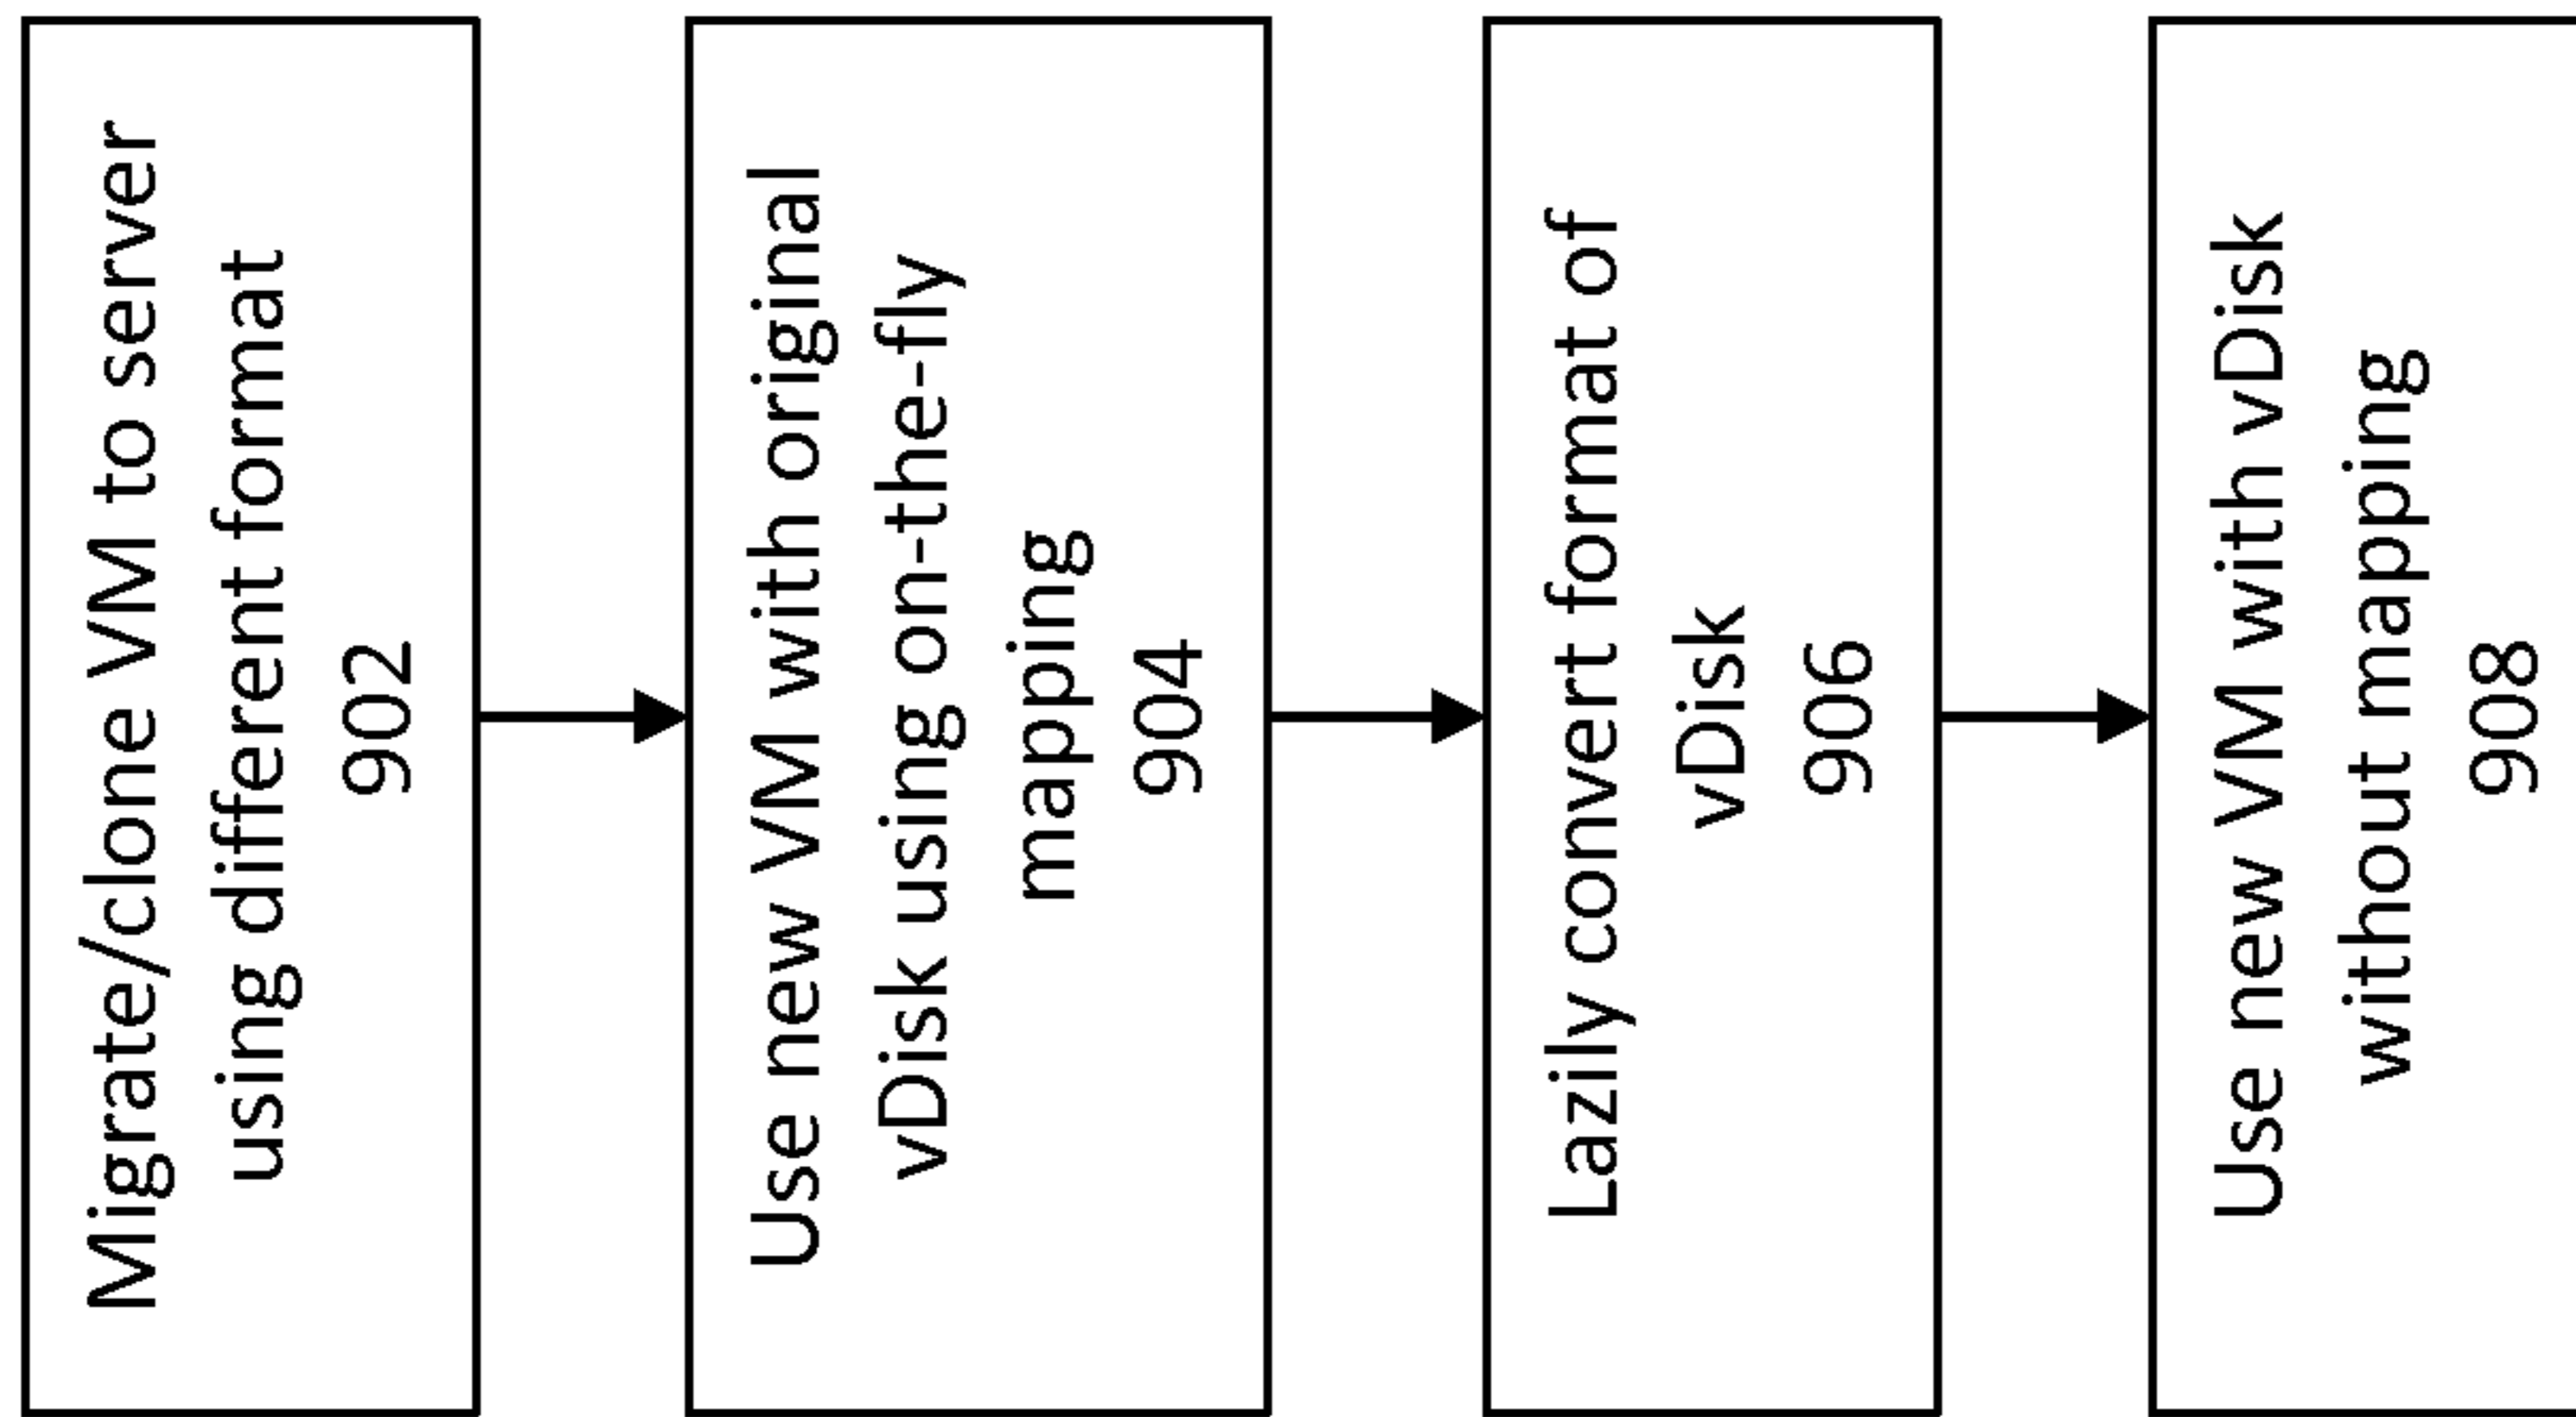 Migrate/clone VM to server
using different format
902
Use new VM with original
vDisk using on-the-fly
mapping
904
Lazily convert format of
vDisk
906
Use new VM with vDisk
without mapping
908